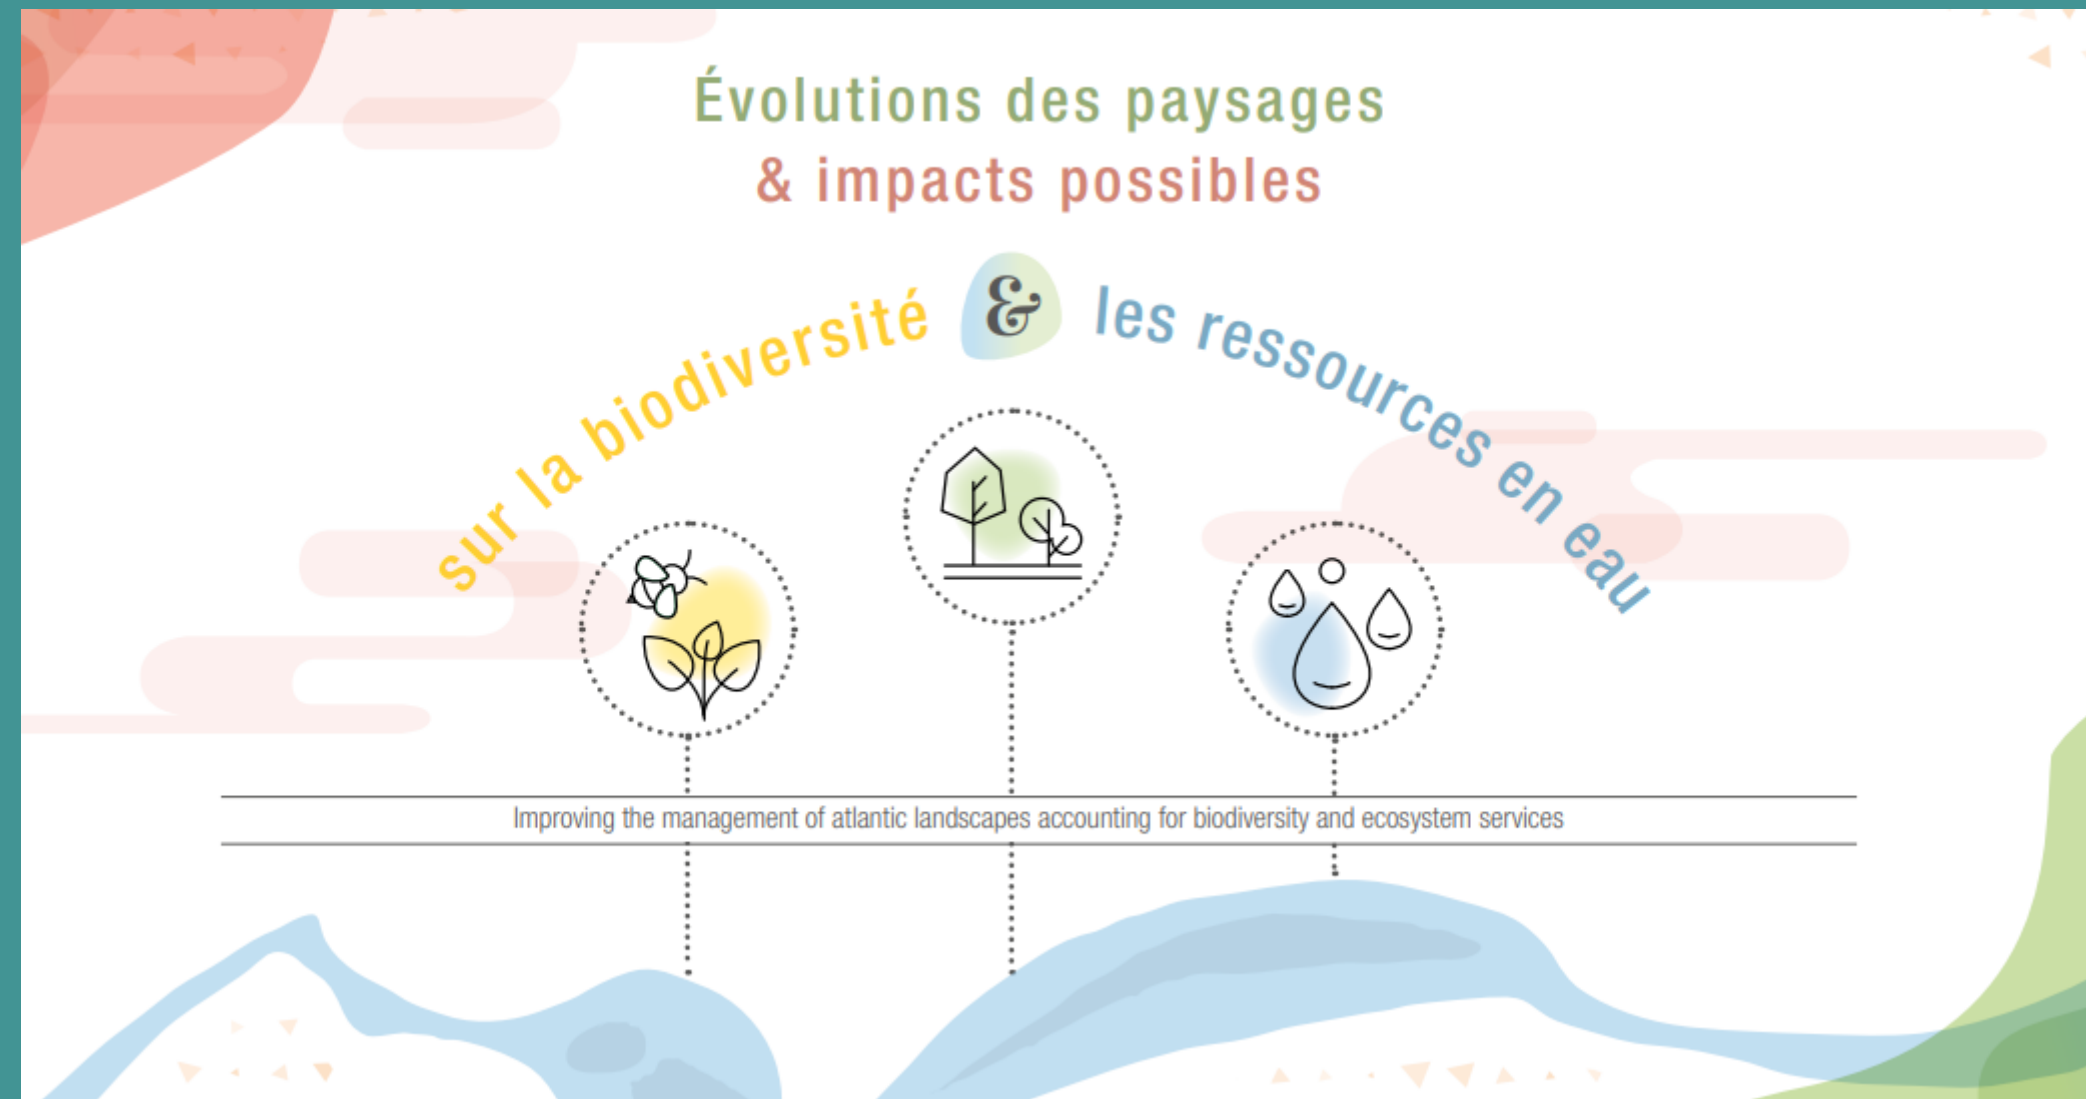 Évolutions des paysages
& impacts possibles
sur la biodiversité & les ressources en eau
Improving the management of atlantic landscapes accounting for biodiversity and ecosystem services